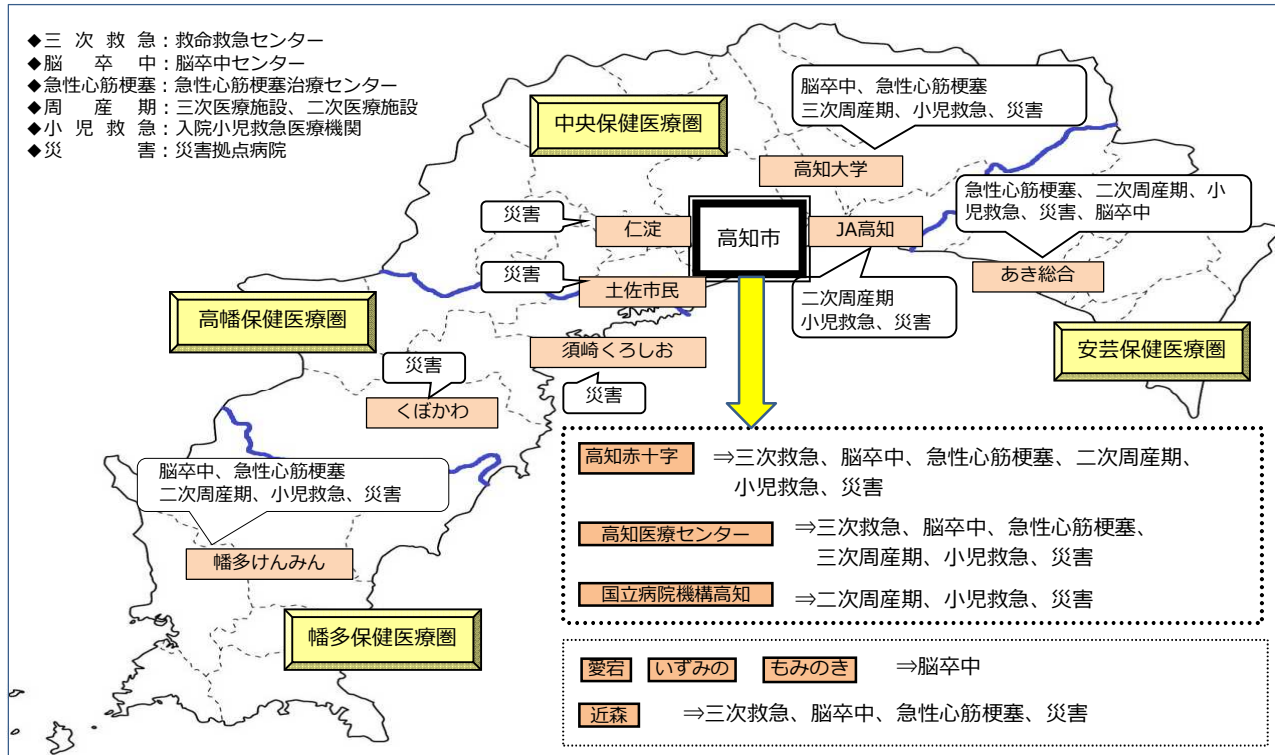 ◆三次救急：救命救急センター
◆脳卒中：脳卒中センター
◆急性心筋梗塞：急性心筋梗塞治療センター
◆周産期：三次医療施設、二次医療施設
◆小児救急：入院小児救急医療機関
◆災害：災害拠点病院
中央保健医療圏
脳卒中、急性心筋梗塞
三次周産期、小児救急、災害
高知大学
急性心筋梗塞、二次周産期、小
児救急、災害、脳卒中
災害
仁淀
高知市
JA高知
あき総合
災害
土佐市民
二次周産期
小児救急、災害
高幡保健医療圏
安芸保健医療圏
須崎くろしお
災害
災害
くぼかわ
脳卒中、急性心筋梗塞
二次周産期、小児救急、災害
幡多けんみん
幡多保健医療圏
高知赤十字 ⇒三次救急、脳卒中、急性心筋梗塞、二次周産期、
小児救急、災害
高知医療センター ⇒三次救急、脳卒中、急性心筋梗塞、
三次周産期、小児救急、災害
国立病院機構高知 ⇒二次周産期、小児救急、災害
愛宕 いずみの もみのき ⇒脳卒中
近森 ⇒三次救急、脳卒中、急性心筋梗塞、災害